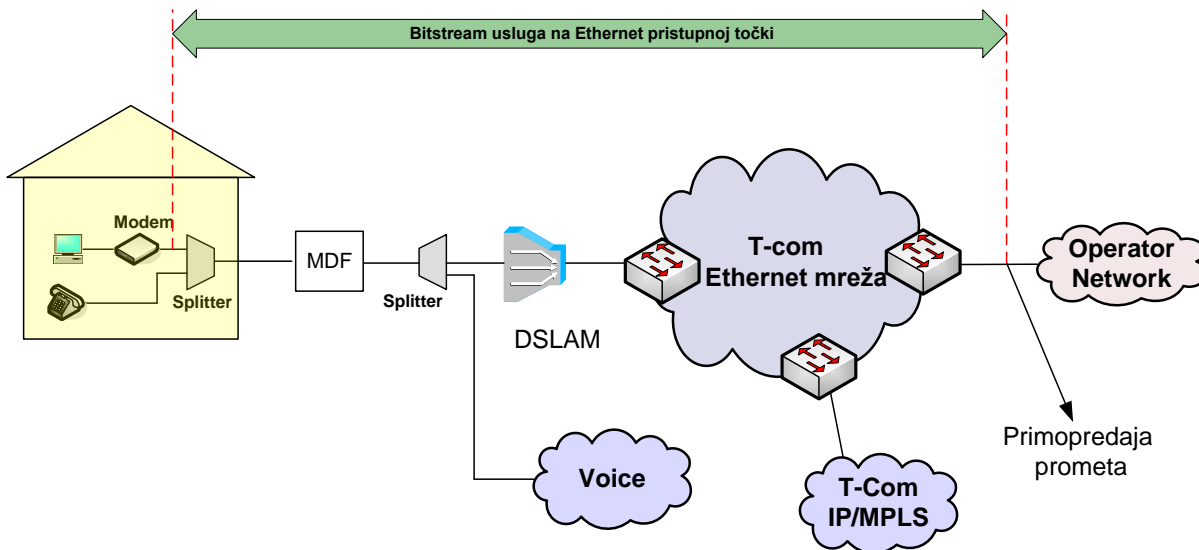 Bitstream usluga na Ethernet pristupnoj točki
Modem
Splitter
MDF
Splitter
DSLAM
T-com
Ethernet mreža
Operator
Network
Primopredaja
prometa
Voice
T-Com
IP/MPLS